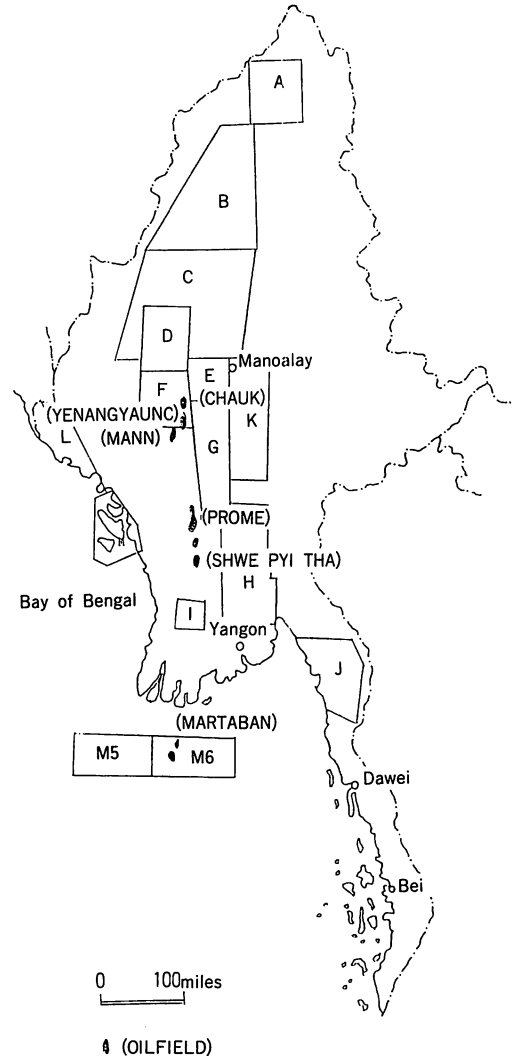 A
B
C
D
E
Manoalay
F
(CHAUK)
(YENANGYAUNC)
K
L
(MANN)
G
(PROME)
(SHWE PYI THA)
H
Bay of Bengal
I
Yangon
J
(MARTABAN)
M5
M6
Dawei
Bei
0 100miles
(OILFIELD)